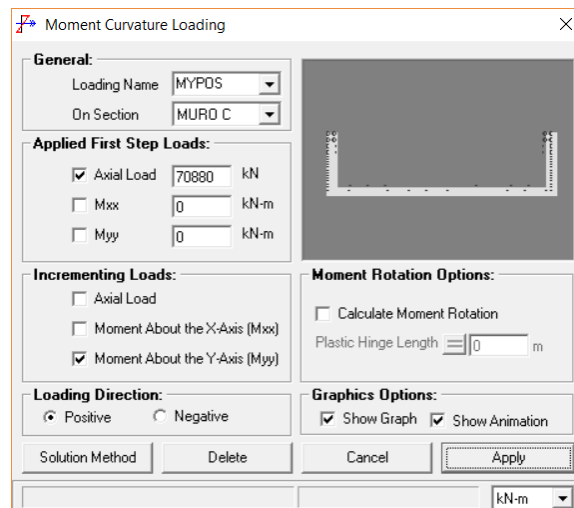 Moment Curvature Loading
General:
Loading Name MYPOS
On Section MURO C
Applied First Step Loads:
Axial Load 70880 kN
Mxx 0 kN-m
Myy 0 kN-m
Incrementing Loads:
Axial Load
Moment About the X-Axis (Mxx)
Moment About the Y-Axis (Myy)
Moment Rotation Options:
Calculate Moment Rotation
Plastic Hinge Length = 0 m
Loading Direction:
Positive Negative
Graphics Options:
Show Graph Show Animation
Solution Method Delete Cancel Apply
kN-m